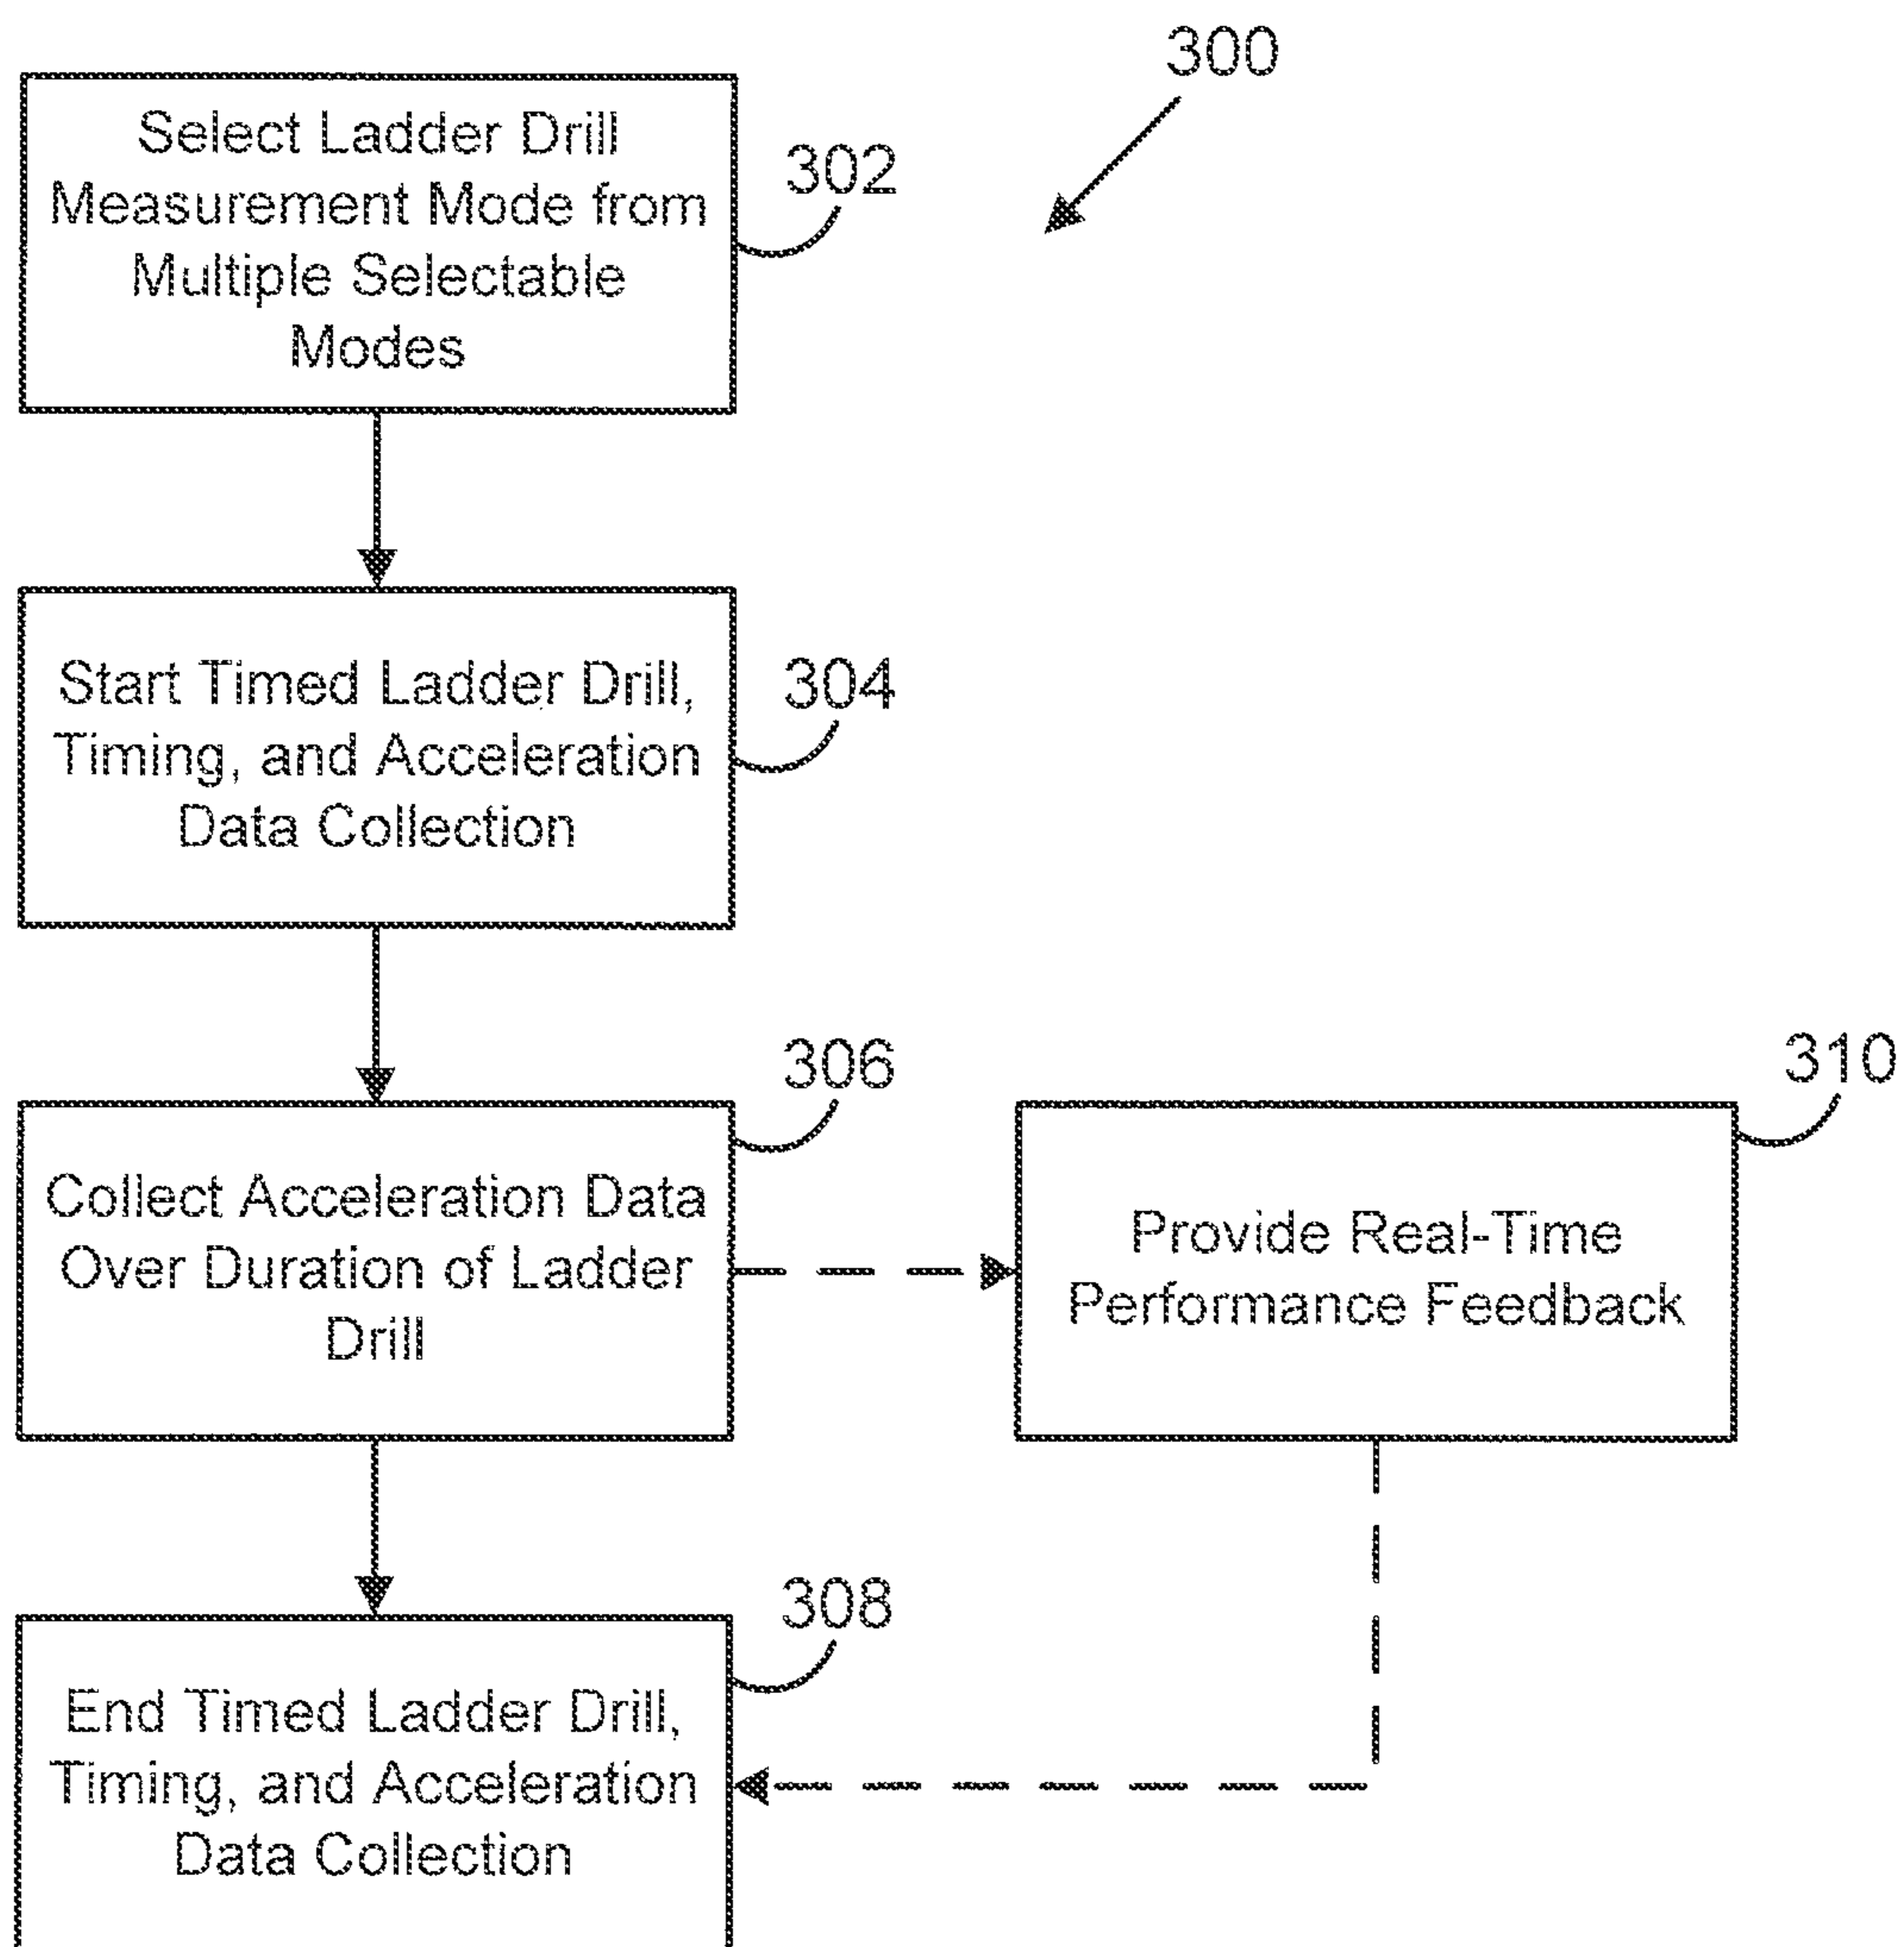 300
Select Ladder Drill
Measurement Mode from
Multiple Selectable
Modes
302
Start Timed Ladder Drill,
Timing, and Acceleration
Data Collection
304
Collect Acceleration Data
Over Duration of Ladder
Drill
306
Provide Real-Time
Performance Feedback
310
End Timed Ladder Drill,
Timing, and Acceleration
Data Collection
308